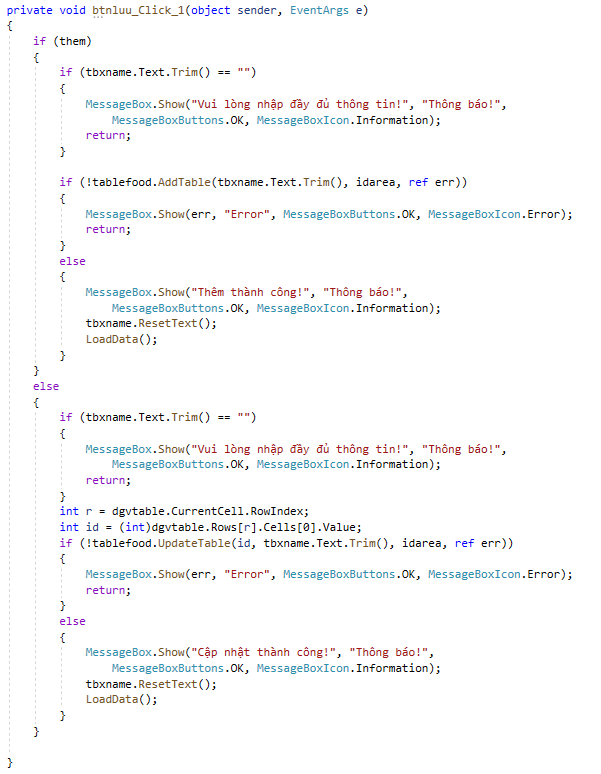 private void btnluu_Click_1(object sender, EventArgs e)
{
    if (them)
    {
        if (tbxname.Text.Trim() == "")
        {
            MessageBox.Show("Vui lòng nhập đầy đủ thông tin!", "Thông báo!",
                MessageBoxButtons.OK, MessageBoxIcon.Information);
            return;
        }

        if (!tablefood.AddTable(tbxname.Text.Trim(), idarea, ref err))
        {
            MessageBox.Show(err, "Error", MessageBoxButtons.OK, MessageBoxIcon.Error);
            return;
        }
        else
        {
            MessageBox.Show("Thêm thành công!", "Thông báo!",
                MessageBoxButtons.OK, MessageBoxIcon.Information);
            tbxname.ResetText();
            LoadData();
        }
    }
    else
    {
        if (tbxname.Text.Trim() == "")
        {
            MessageBox.Show("Vui lòng nhập đầy đủ thông tin!", "Thông báo!",
                MessageBoxButtons.OK, MessageBoxIcon.Information);
            return;
        }
        int r = dgvtable.CurrentCell.RowIndex;
        int id = (int)dgvtable.Rows[r].Cells[0].Value;
        if (!tablefood.UpdateTable(id, tbxname.Text.Trim(), idarea, ref err))
        {
            MessageBox.Show(err, "Error", MessageBoxButtons.OK, MessageBoxIcon.Error);
            return;
        }
        else
        {
            MessageBox.Show("Cập nhật thành công!", "Thông báo!",
                MessageBoxButtons.OK, MessageBoxIcon.Information);
            tbxname.ResetText();
            LoadData();
        }
    }

}